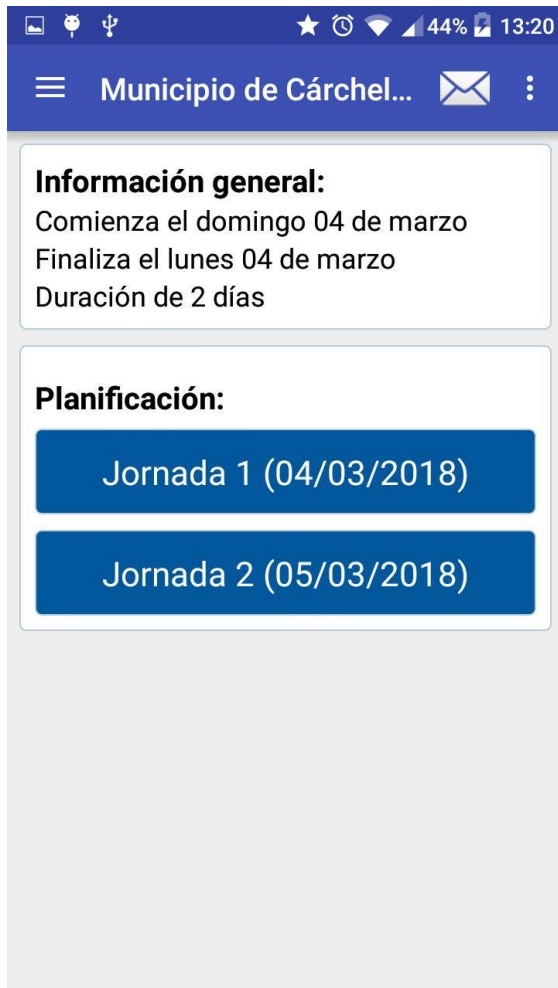 44% 13:20
Municipio de Cárchel...
Información general:
Comienza el domingo 04 de marzo
Finaliza el lunes 04 de marzo
Duración de 2 días
Planificación:
Jornada 1 (04/03/2018)
Jornada 2 (05/03/2018)